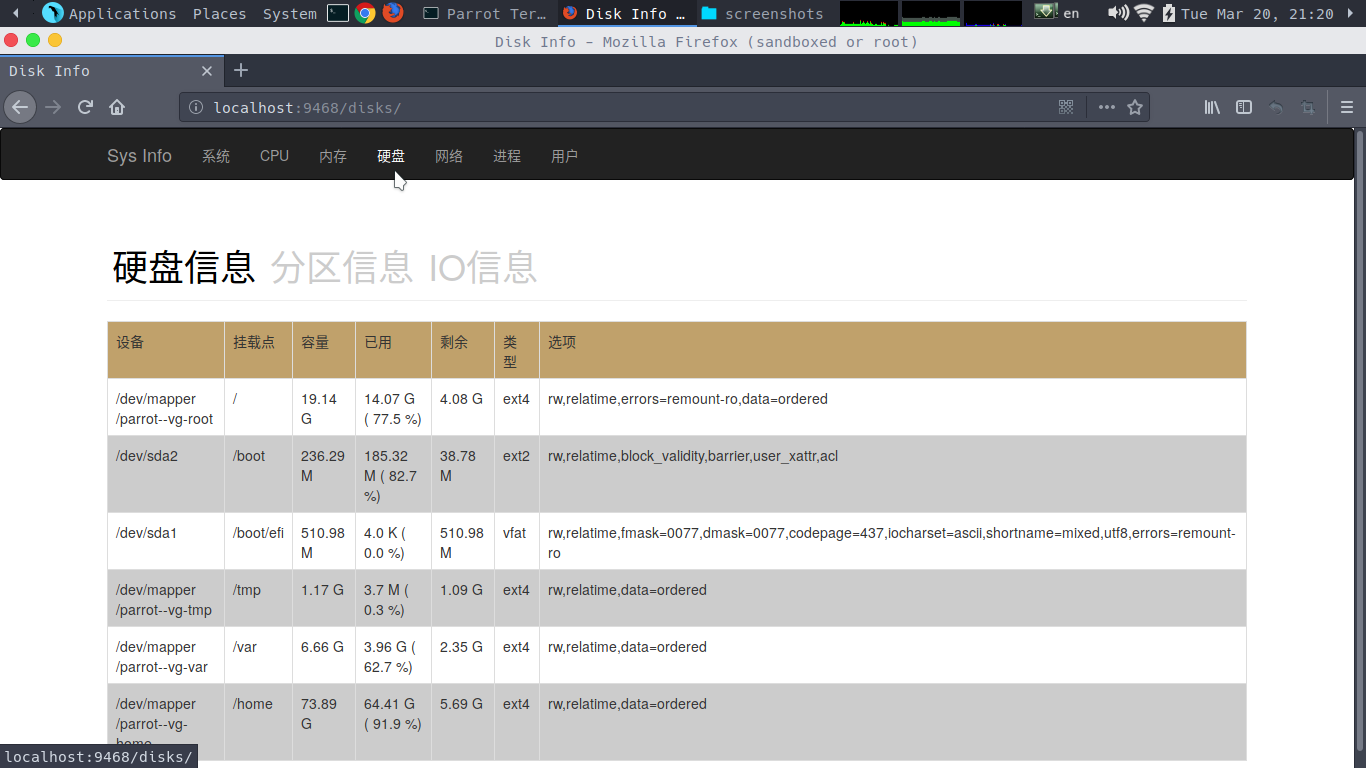 Applications Places System Parrot Ter… Disk Info … screenshots en Tue Mar 20, 21:20
Disk Info - Mozilla Firefox (sandboxed or root)
Disk Info
localhost:9468/disks/
Sys Info 系统 CPU 内存 硬盘 网络 进程 用户
硬盘信息 分区信息 IO信息
设备 挂载点 容量 已用 剩余 类 选项
型
/dev/mapper / 19.14 14.07 G 4.08 G ext4 rw,relatime,errors=remount-ro,data=ordered
/parrot--vg-root G ( 77.5 %)
/dev/sda2 /boot 236.29 185.32 38.78 ext2 rw,relatime,block_validity,barrier,user_xattr,acl
M M ( 82.7 M
%)
/dev/sda1 /boot/efi 510.98 4.0 K ( 510.98 vfat rw,relatime,fmask=0077,dmask=0077,codepage=437,iocharset=ascii,shortname=mixed,utf8,errors=remount-
M 0.0 %) M ro
/dev/mapper /tmp 1.17 G 3.7 M ( 1.09 G ext4 rw,relatime,data=ordered
/parrot--vg-tmp 0.3 %)
/dev/mapper /var 6.66 G 3.96 G ( 2.35 G ext4 rw,relatime,data=ordered
/parrot--vg-var 62.7 %)
/dev/mapper /home 73.89 64.41 G 5.69 G ext4 rw,relatime,data=ordered
/parrot--vg- G ( 91.9 %)
home
localhost:9468/disks/